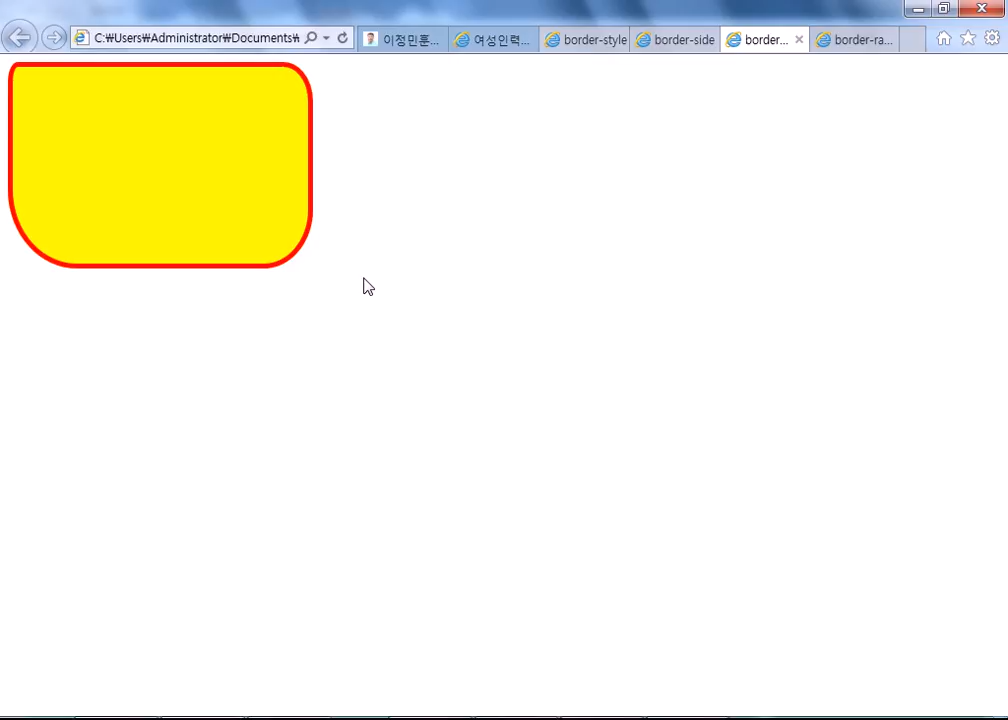 C:\Users\Administrator\Documents\
이정민훈...
여성인력...
border-style
border-side
border...
border-ra...